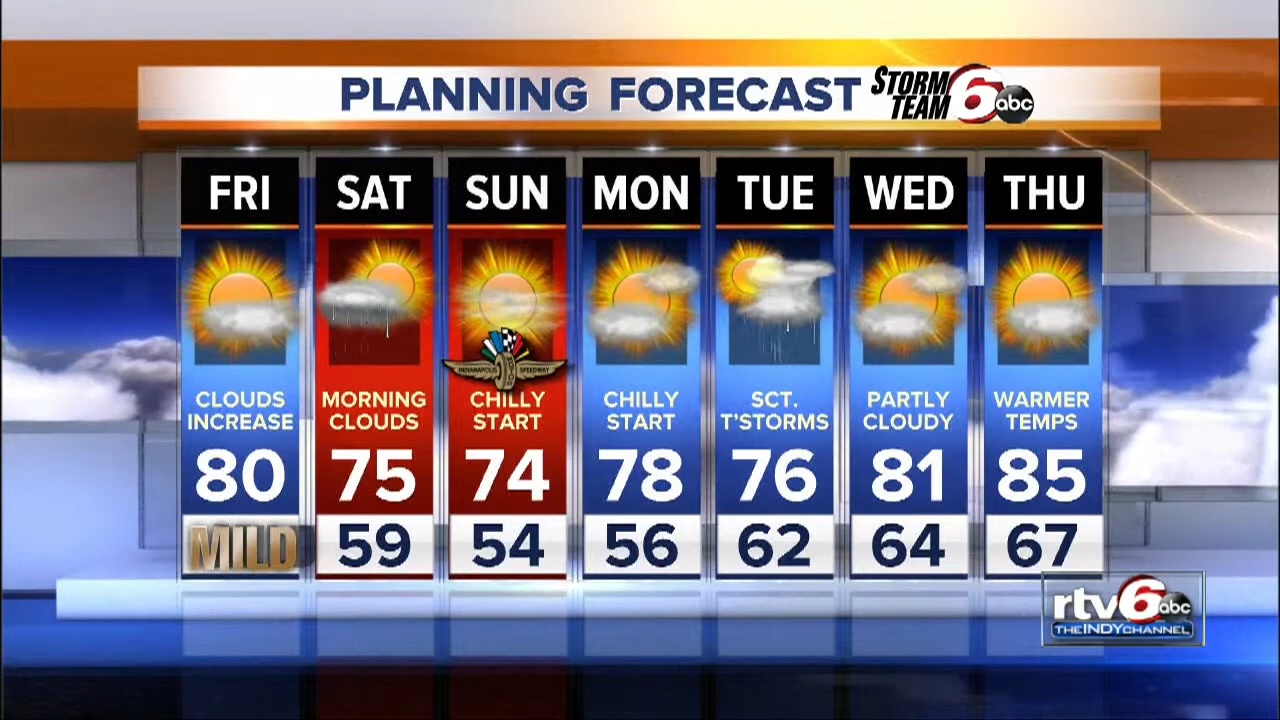 PLANNING FORECAST STORM TEAM 6 abc
FRI SAT SUN MON TUE WED THU
INDIANAPOLIS MOTOR SPEEDWAY
CLOUDS INCREASE
MORNING CLOUDS
CHILLY START
CHILLY START
SCT. T'STORMS
PARTLY CLOUDY
WARMER TEMPS
80 75 74 78 76 81 85
MILD 59 54 56 62 64 67
rtv6 abc
THE INDY CHANNEL